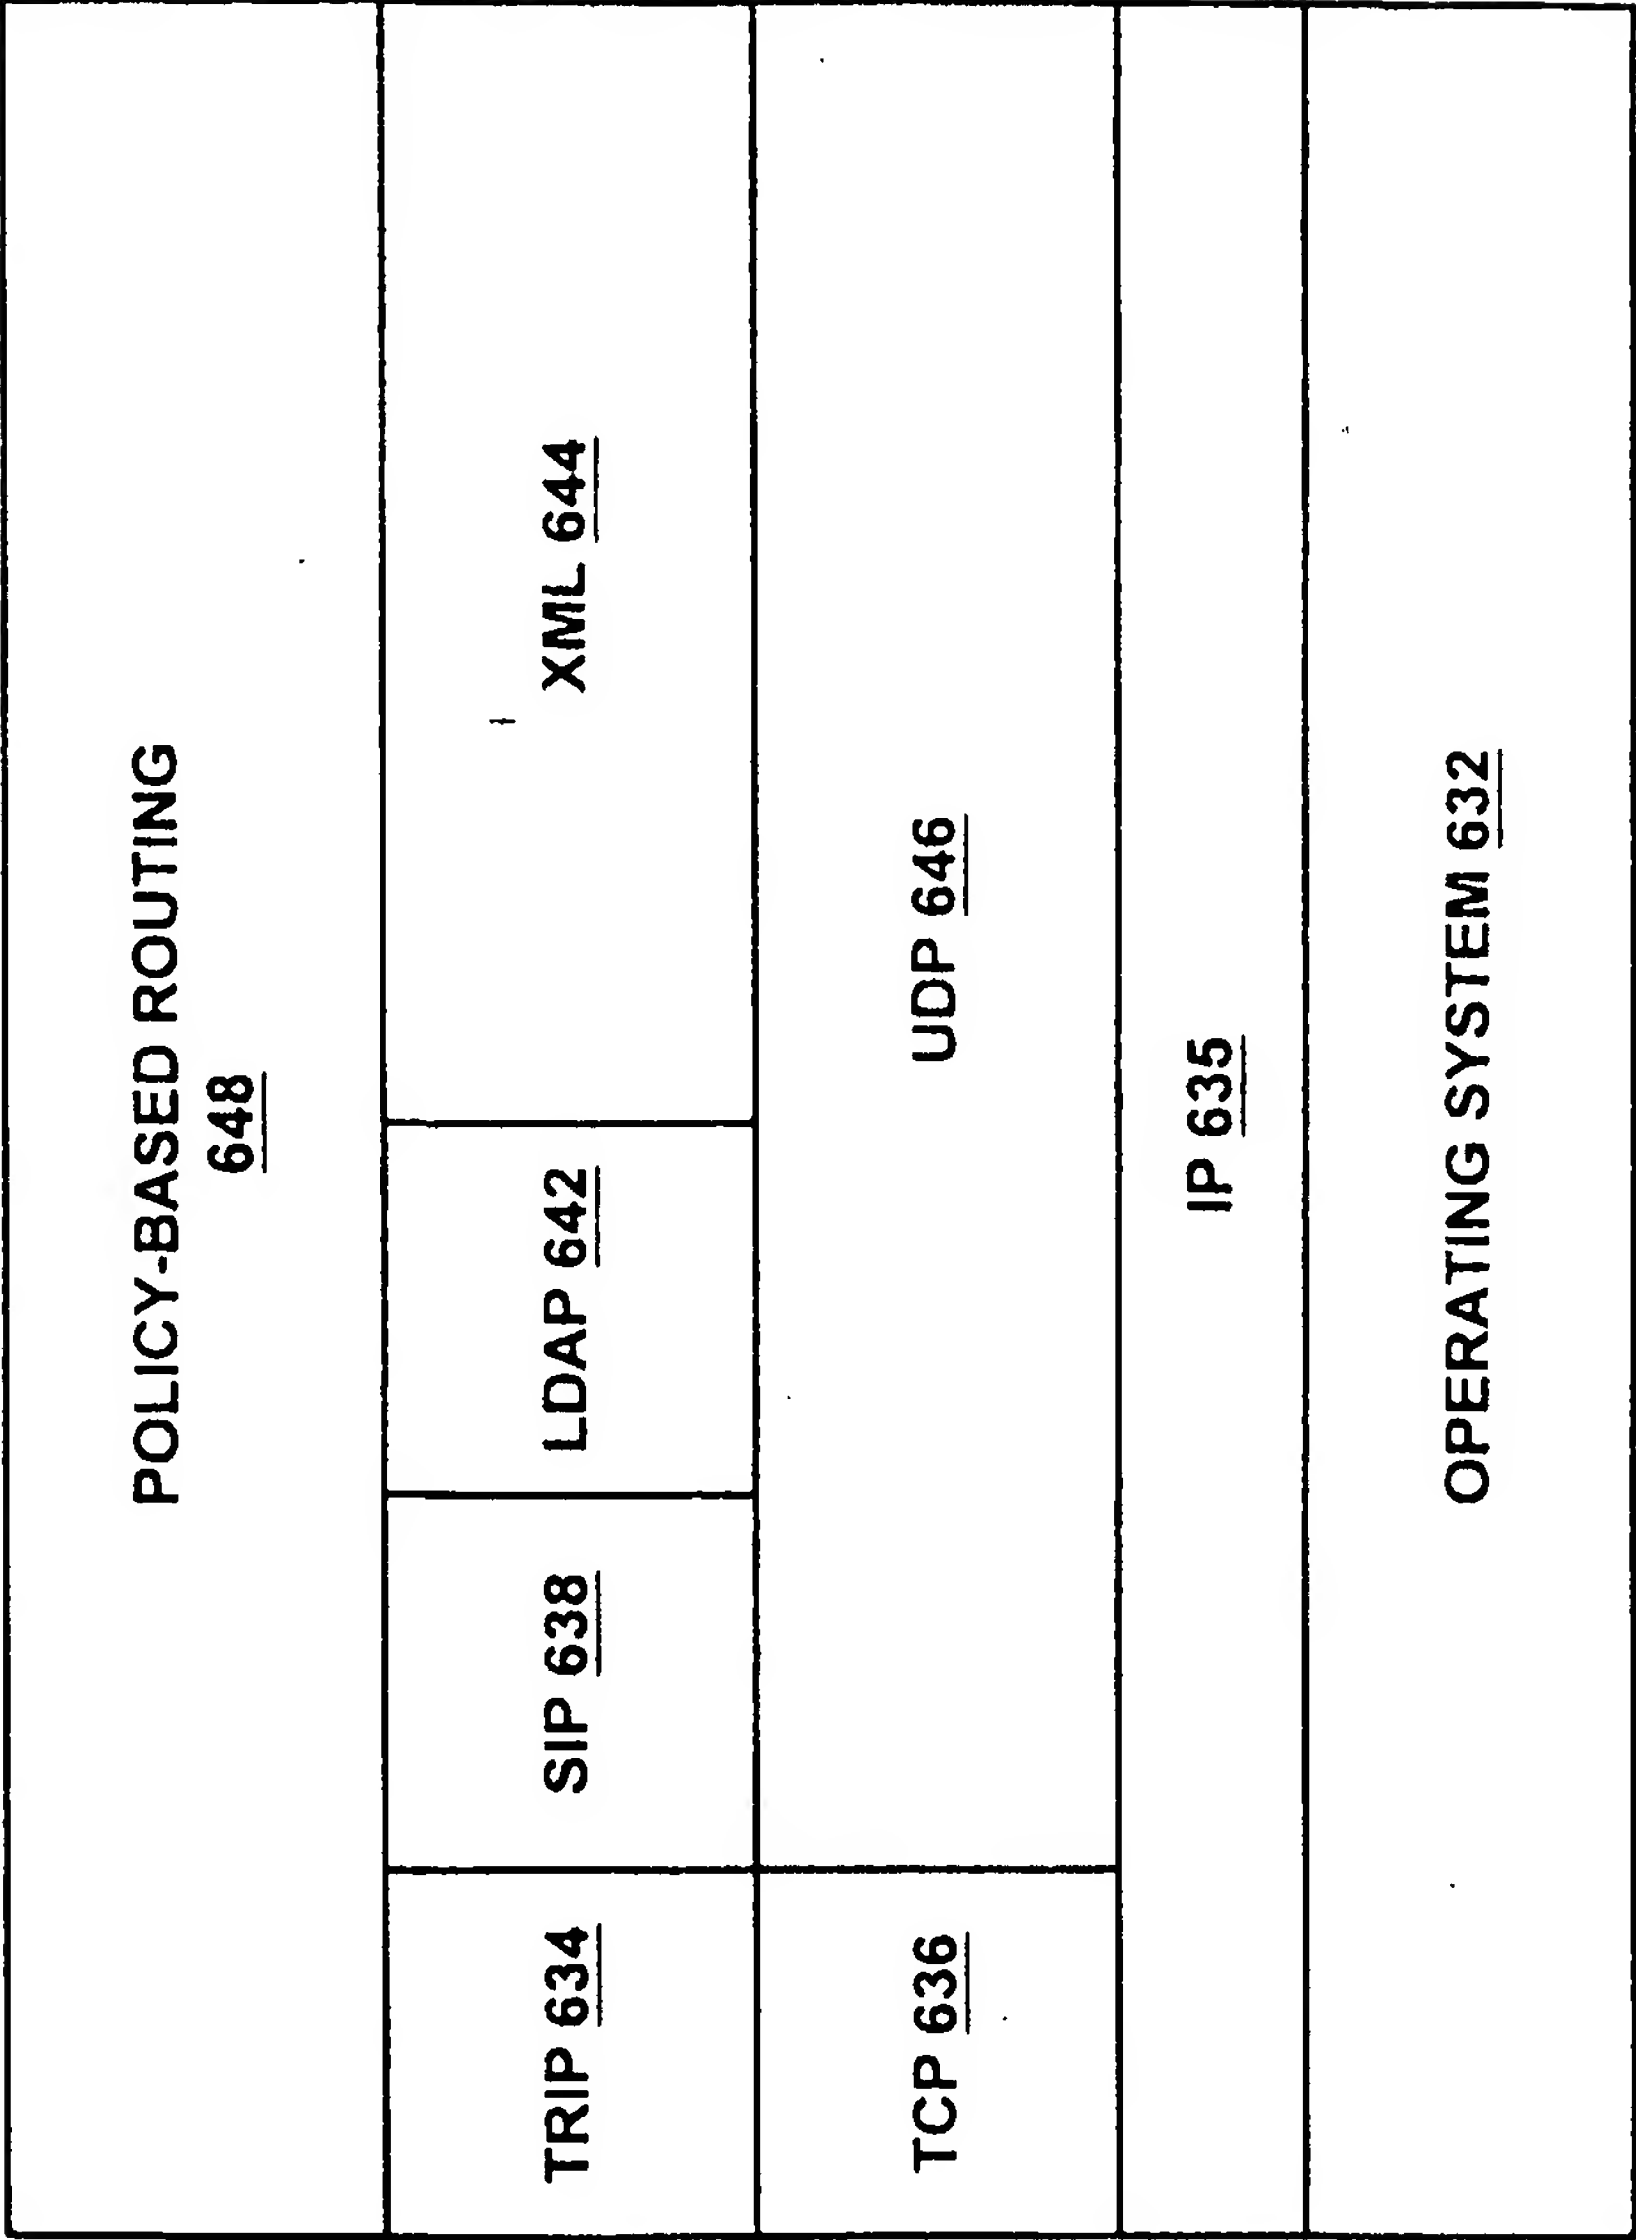 POLICY-BASED ROUTING
648
TRIP 634
SIP 638
LDAP 642
XML 644
TCP 636
UDP 646
IP 635
OPERATING SYSTEM 632